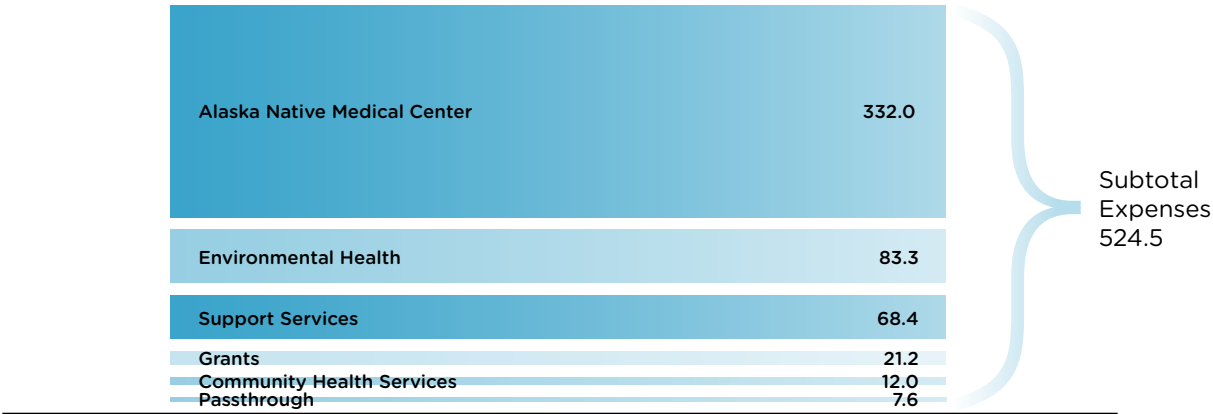 Alaska Native Medical Center 332.0
Environmental Health 83.3
Support Services 68.4
Grants 21.2
Community Health Services 12.0
Passthrough 7.6
Subtotal
Expenses
524.5